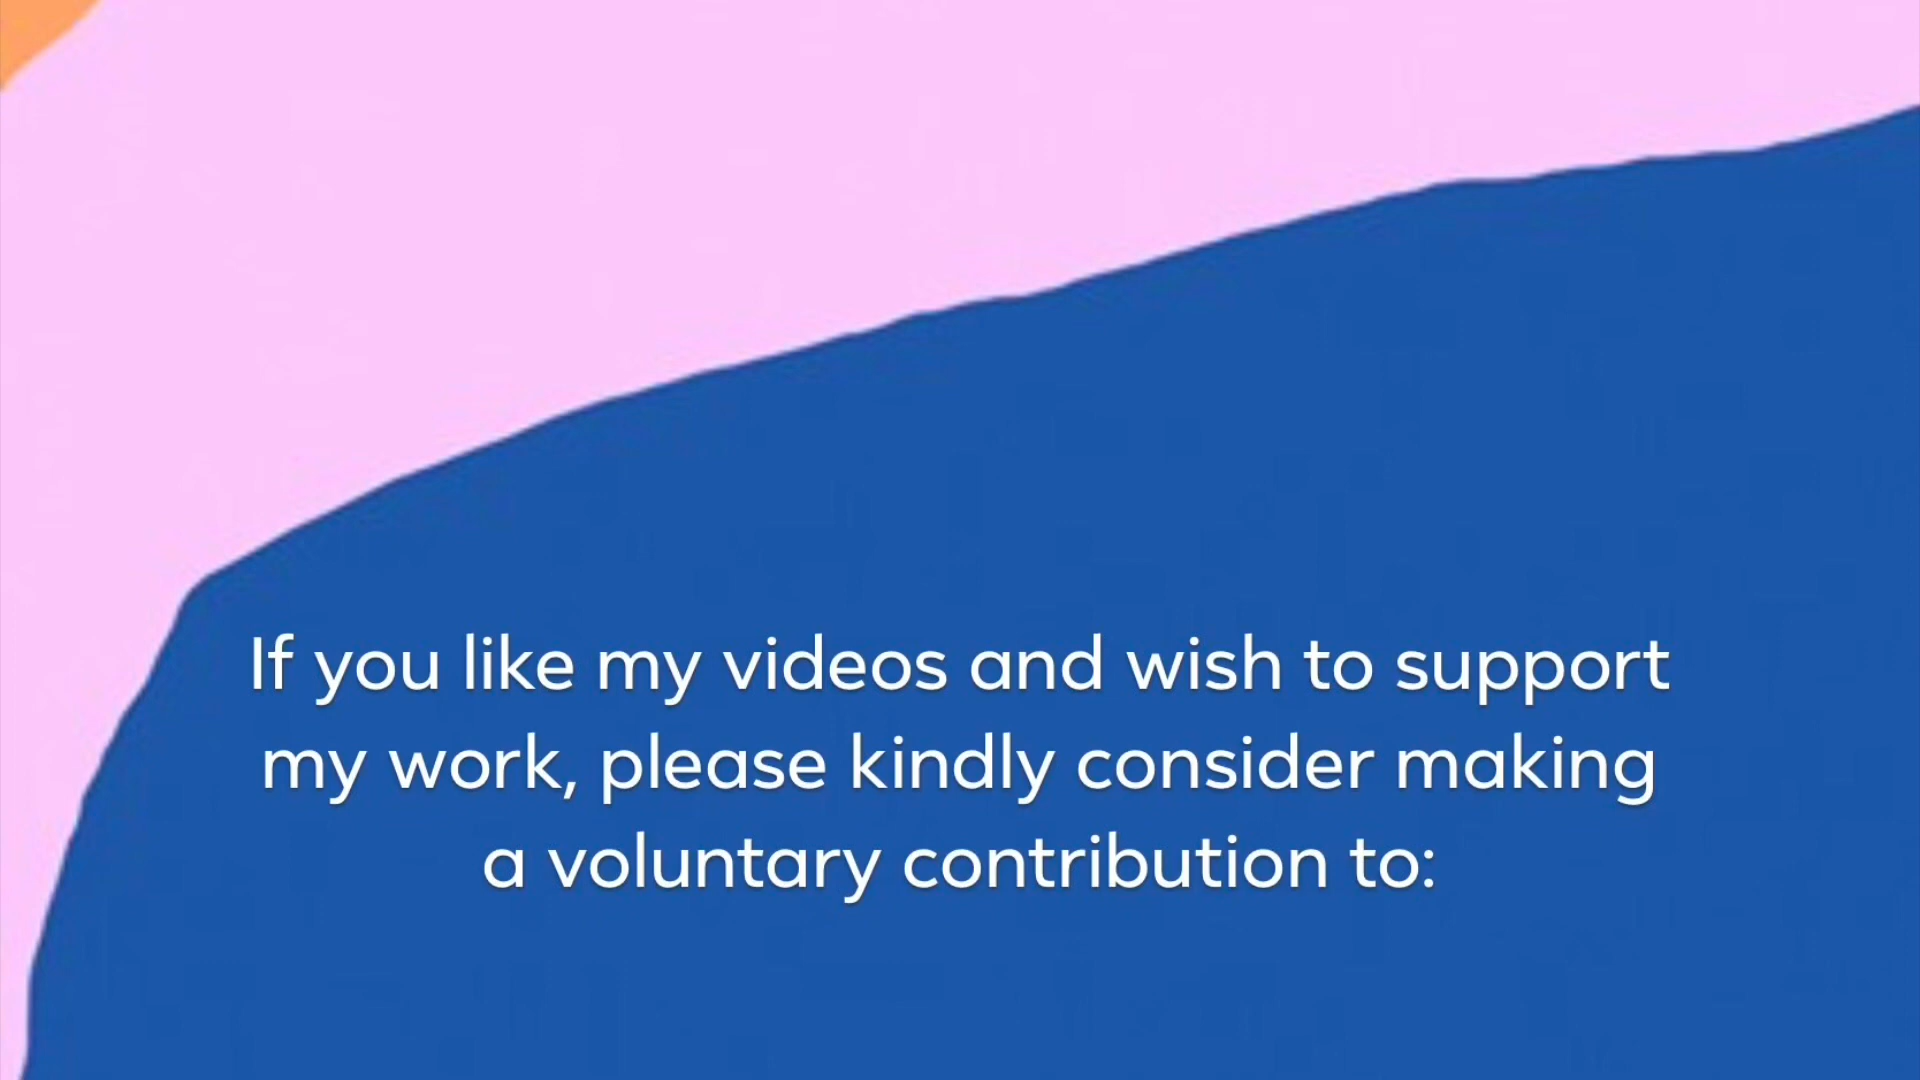 If you like my videos and wish to support
my work, please kindly consider making
a voluntary contribution to: